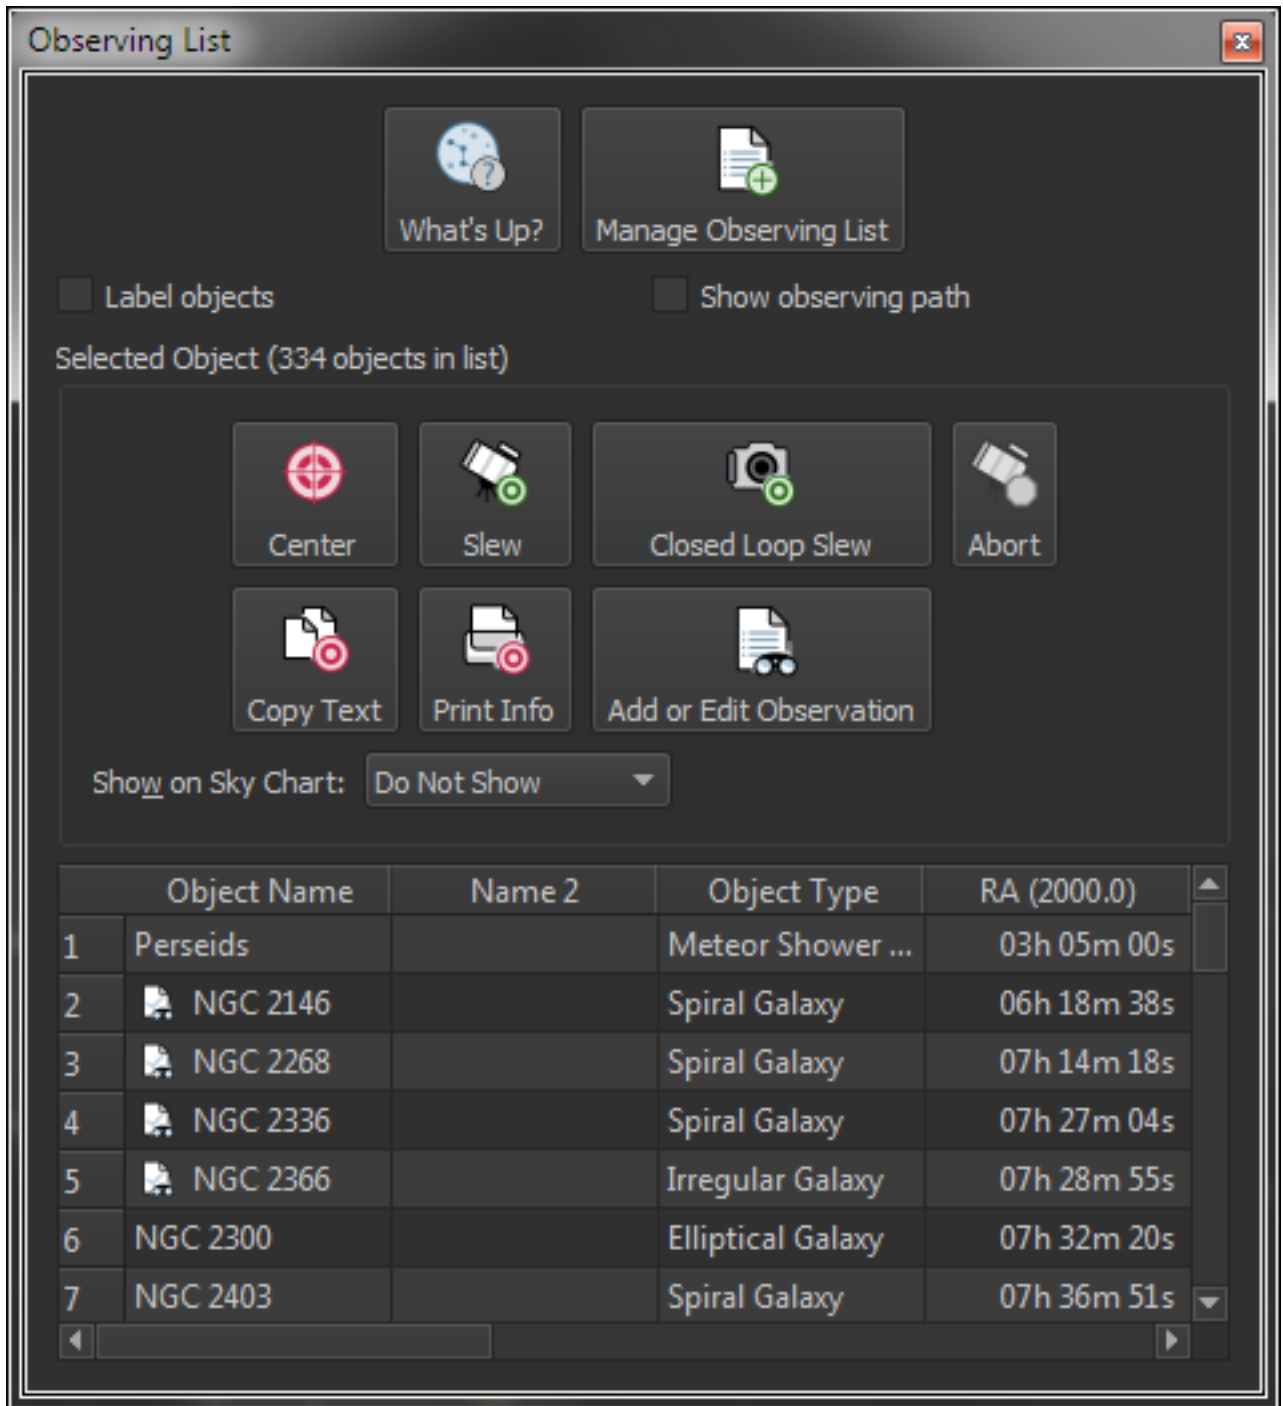 Observing List
What's Up? Manage Observing List
Label objects Show observing path
Selected Object (334 objects in list)
Center Slew Closed Loop Slew Abort
Copy Text Print Info Add or Edit Observation
Show on Sky Chart: Do Not Show
Object Name Name 2 Object Type RA (2000.0)
1 Perseids Meteor Shower ... 03h 05m 00s
2 NGC 2146 Spiral Galaxy 06h 18m 38s
3 NGC 2268 Spiral Galaxy 07h 14m 18s
4 NGC 2336 Spiral Galaxy 07h 27m 04s
5 NGC 2366 Irregular Galaxy 07h 28m 55s
6 NGC 2300 Elliptical Galaxy 07h 32m 20s
7 NGC 2403 Spiral Galaxy 07h 36m 51s